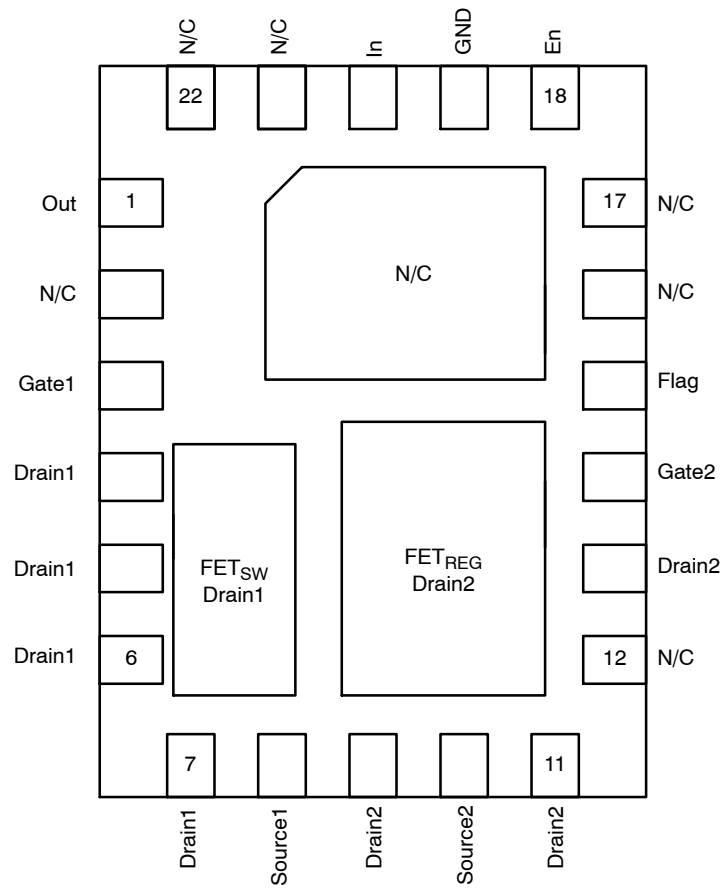 N/C
N/C
In
GND
En
22
18
Out
1
17
N/C
N/C
N/C
N/C
Gate1
Flag
Drain1
Gate2
FET_SW
Drain1
FET_REG
Drain2
Drain1
Drain2
Drain1
6
12
N/C
7
11
Drain1
Source1
Drain2
Source2
Drain2